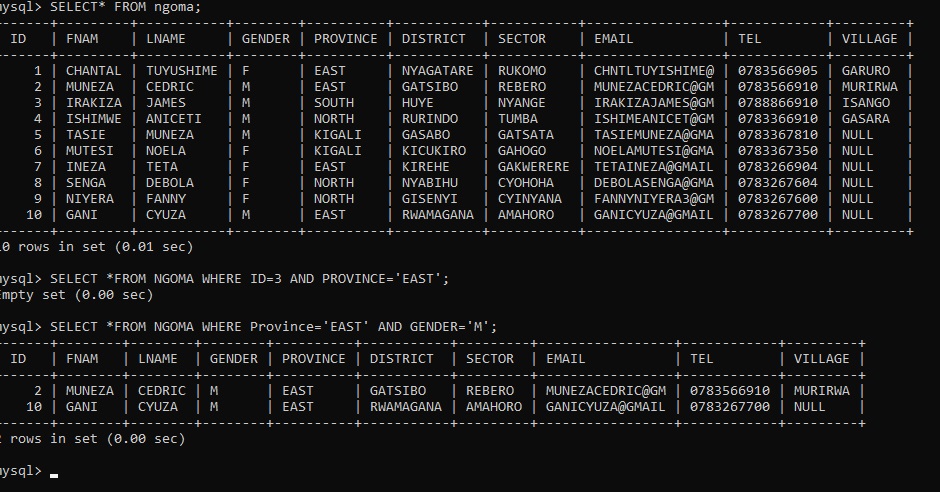 mysql> SELECT* FROM ngoma;
ID | FNAM | LNAME | GENDER | PROVINCE | DISTRICT | SECTOR | EMAIL | TEL | VILLAGE |
1 | CHANTAL | TUYUSHIME | F | EAST | NYAGATARE | RUKOMO | CHNTLTUYISHIME@ | 0783566905 | GARURO |
2 | MUNEZA | CEDRIC | M | EAST | GATSIBO | REBERO | MUNEZACEDRIC@GM | 0783566910 | MURIRWA |
3 | IRAKIZA | JAMES | M | SOUTH | HUYE | NYANGE | IRAKIZAJAMES@GM | 0788866910 | ISANGO |
4 | ISHIMWE | ANICETI | M | NORTH | RURINDO | TUMBA | ISHIMEANICET@GM | 0783366910 | GASARA |
5 | TASIE | MUNEZA | M | KIGALI | GASABO | GATSATA | TASIEMUNEZA@GMA | 0783367810 | NULL |
6 | MUTESI | NOELA | F | KIGALI | KICUKIRO | GAHOGO | NOELAMUTESI@GMA | 0783367350 | NULL |
7 | INEZA | TETA | F | EAST | KIREHE | GAKWERERE | TETAINEZA@GMAIL | 0783266904 | NULL |
8 | SENGA | DEBOLA | F | NORTH | NYABIHU | CYOHOHA | DEBOLASENGA@GMA | 0783267604 | NULL |
9 | NIYERA | FANNY | F | NORTH | GISENYI | CYINYANA | FANNYNIYERA3@GM | 0783267600 | NULL |
10 | GANI | CYUZA | M | EAST | RWAMAGANA | AMAHORO | GANICYUZA@GMAIL | 0783267700 | NULL |
10 rows in set (0.01 sec)
mysql> SELECT *FROM NGOMA WHERE ID=3 AND PROVINCE='EAST';
Empty set (0.00 sec)
mysql> SELECT *FROM NGOMA WHERE Province='EAST' AND GENDER='M';
ID | FNAM | LNAME | GENDER | PROVINCE | DISTRICT | SECTOR | EMAIL | TEL | VILLAGE |
2 | MUNEZA | CEDRIC | M | EAST | GATSIBO | REBERO | MUNEZACEDRIC@GM | 0783566910 | MURIRWA |
10 | GANI | CYUZA | M | EAST | RWAMAGANA | AMAHORO | GANICYUZA@GMAIL | 0783267700 | NULL |
2 rows in set (0.00 sec)
mysql>